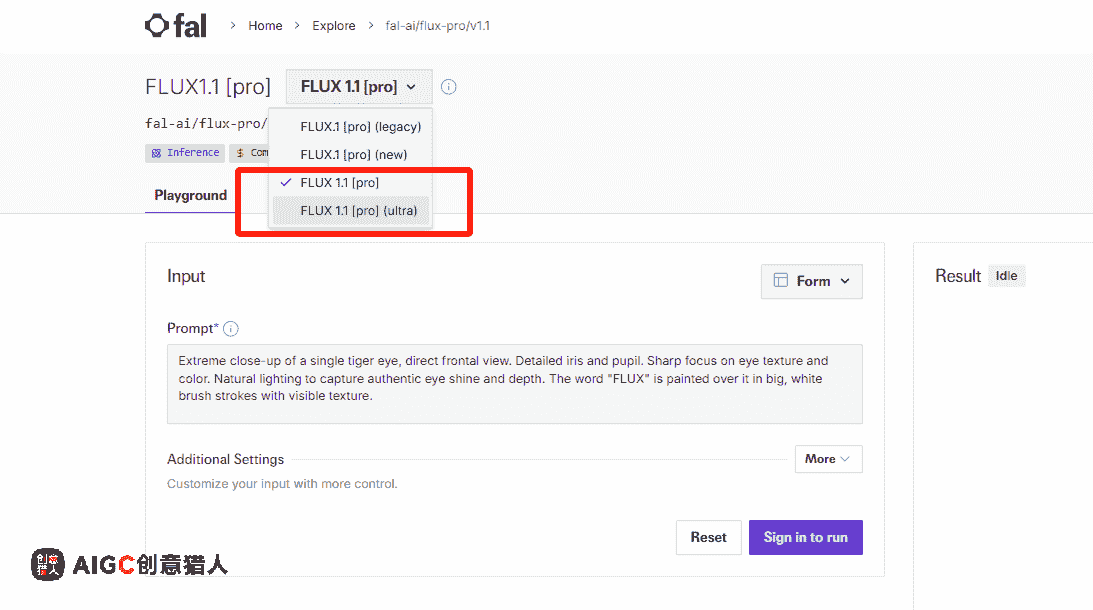 fal
Home
Explore
fal-ai/flux-pro/v1.1
FLUX1.1 [pro]
FLUX 1.1 [pro]
fal-ai/flux-pro/
FLUX.1 [pro] (legacy)
FLUX.1 [pro] (new)
FLUX 1.1 [pro]
FLUX 1.1 [pro] (ultra)
Inference
$ Com
Playground
Input
Form
Prompt*
Extreme close-up of a single tiger eye, direct frontal view. Detailed iris and pupil. Sharp focus on eye texture and
color. Natural lighting to capture authentic eye shine and depth. The word "FLUX" is painted over it in big, white
brush strokes with visible texture.
Additional Settings
More
Customize your input with more control.
Reset
Sign in to run
Result
Idle
创意
猎人
AIGC创意猎人